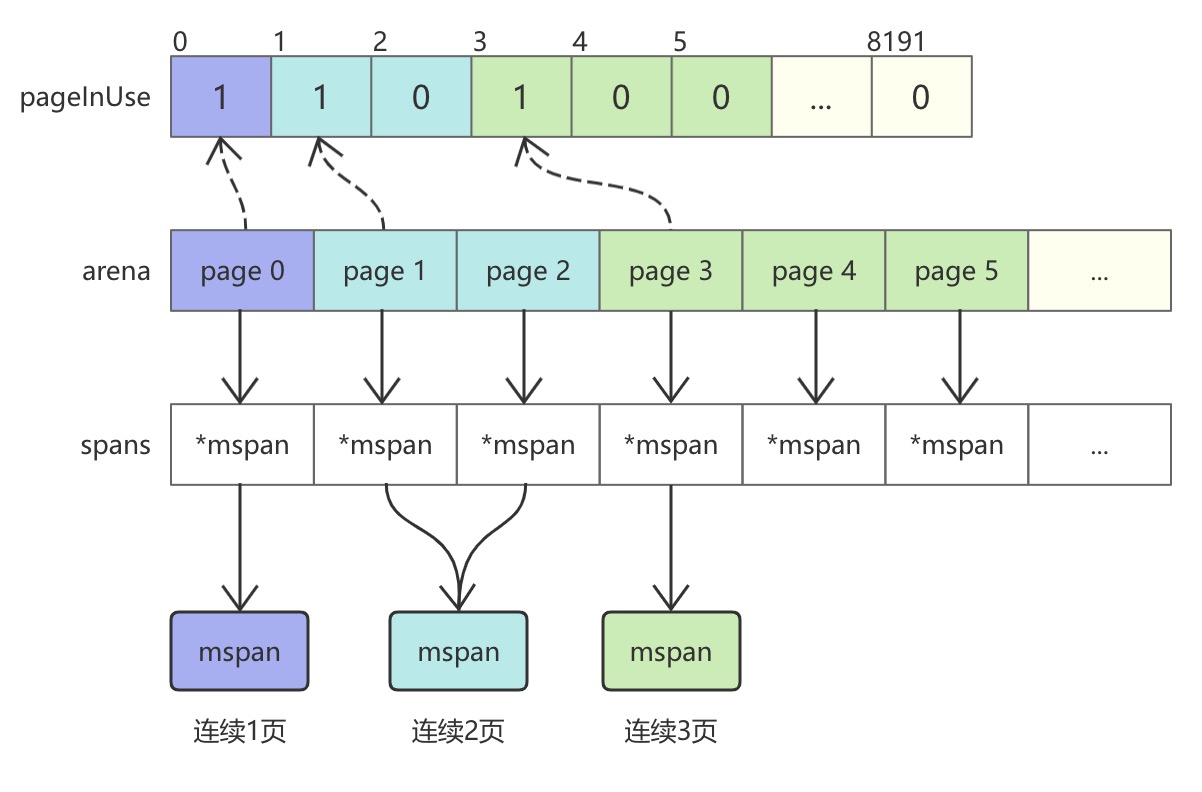 0 1 2 3 4 5 8191
pageInUse 1 1 0 1 0 0 ... 0
arena page 0 page 1 page 2 page 3 page 4 page 5 ...
spans *mspan *mspan *mspan *mspan *mspan *mspan ...
mspan mspan mspan
连续1页 连续2页 连续3页